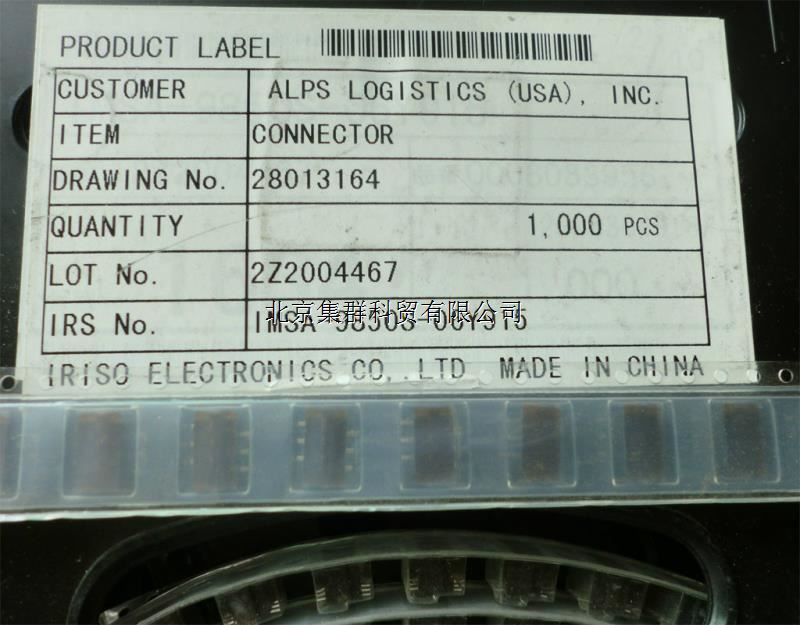 PRODUCT LABEL
CUSTOMER ALPS LOGISTICS (USA), INC.
ITEM CONNECTOR
DRAWING No. 28013164
QUANTITY 1,000 PCS
LOT No. 2Z2004467
北京集群科贸有限公司
IRS No. IMSA
IRISO ELECTRONICS CO,.LTD MADE IN CHINA